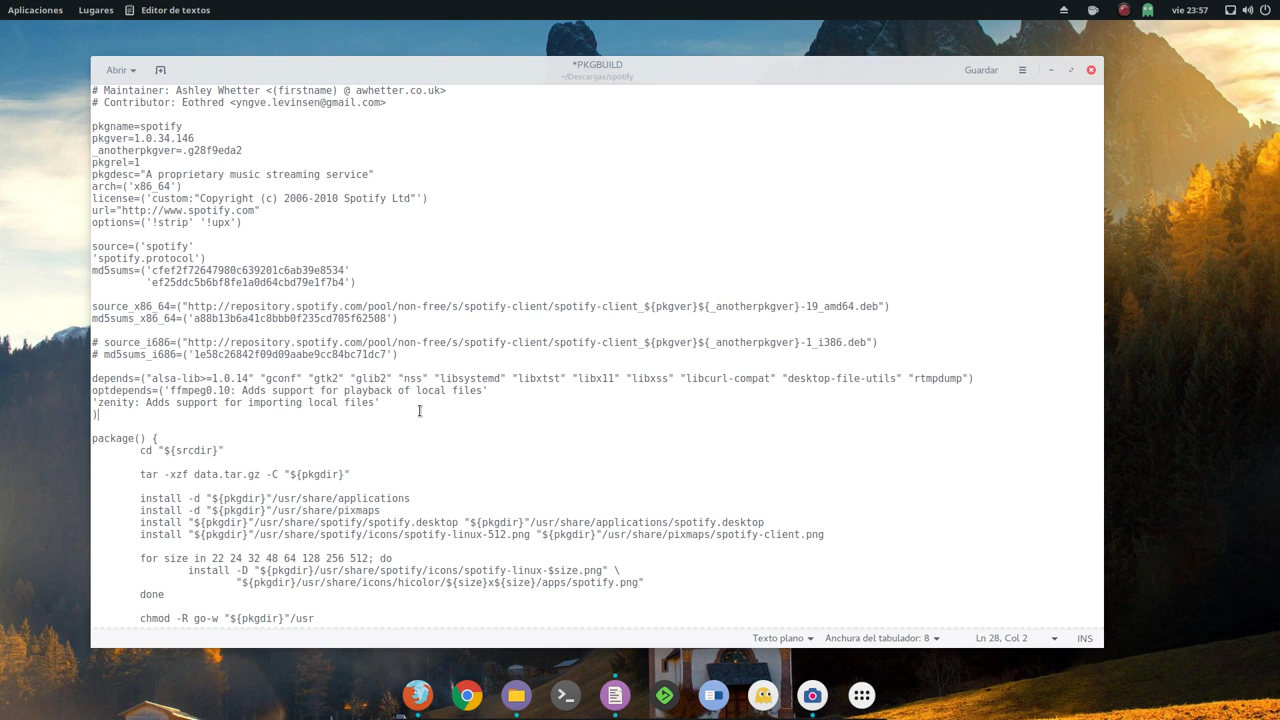 Aplicaciones Lugares Editor de textos vie 23:57
Abrir *PKGBUILD Guardar
~/Descargas/spotify
# Maintainer: Ashley Whetter <(firstname) @ awhetter.co.uk>
# Contributor: Eothred <yngve.levinsen@gmail.com>
pkgname=spotify
pkgver=1.0.34.146
_anotherpkgver=.g28f9eda2
pkgrel=1
pkgdesc="A proprietary music streaming service"
arch=('x86_64')
license=('custom:"Copyright (c) 2006-2010 Spotify Ltd"')
url="http://www.spotify.com"
options=('!strip' '!upx')
source=('spotify'
'spotify.protocol')
md5sums=('cfef2f72647980c639201c6ab39e8534'
'ef25ddc5b6bf8fe1a0d64cbd79e1f7b4')
source_x86_64=("http://repository.spotify.com/pool/non-free/s/spotify-client/spotify-client_${pkgver}${_anotherpkgver}-19_amd64.deb")
md5sums_x86_64=('a88b13b6a41c8bbb0f235cd705f62508')
# source_i686=("http://repository.spotify.com/pool/non-free/s/spotify-client/spotify-client_${pkgver}${_anotherpkgver}-1_i386.deb")
# md5sums_i686=('1e58c26842f09d09aabe9cc84bc71dc7')
depends=("alsa-lib>=1.0.14" "gconf" "gtk2" "glib2" "nss" "libsystemd" "libxtst" "libx11" "libxss" "libcurl-compat" "desktop-file-utils" "rtmpdump")
optdepends=('ffmpeg0.10: Adds support for playback of local files'
'zenity: Adds support for importing local files'
)
package() {
cd "${srcdir}"
tar -xzf data.tar.gz -C "${pkgdir}"
install -d "${pkgdir}"/usr/share/applications
install -d "${pkgdir}"/usr/share/pixmaps
install "${pkgdir}"/usr/share/spotify/spotify.desktop "${pkgdir}"/usr/share/applications/spotify.desktop
install "${pkgdir}"/usr/share/spotify/icons/spotify-linux-512.png "${pkgdir}"/usr/share/pixmaps/spotify-client.png
for size in 22 24 32 48 64 128 256 512; do
install -D "${pkgdir}/usr/share/spotify/icons/spotify-linux-$size.png" \
"${pkgdir}/usr/share/icons/hicolor/${size}x${size}/apps/spotify.png"
done
chmod -R go-w "${pkgdir}"/usr
Texto plano Anchura del tabulador: 8 Ln 28, Col 2 INS